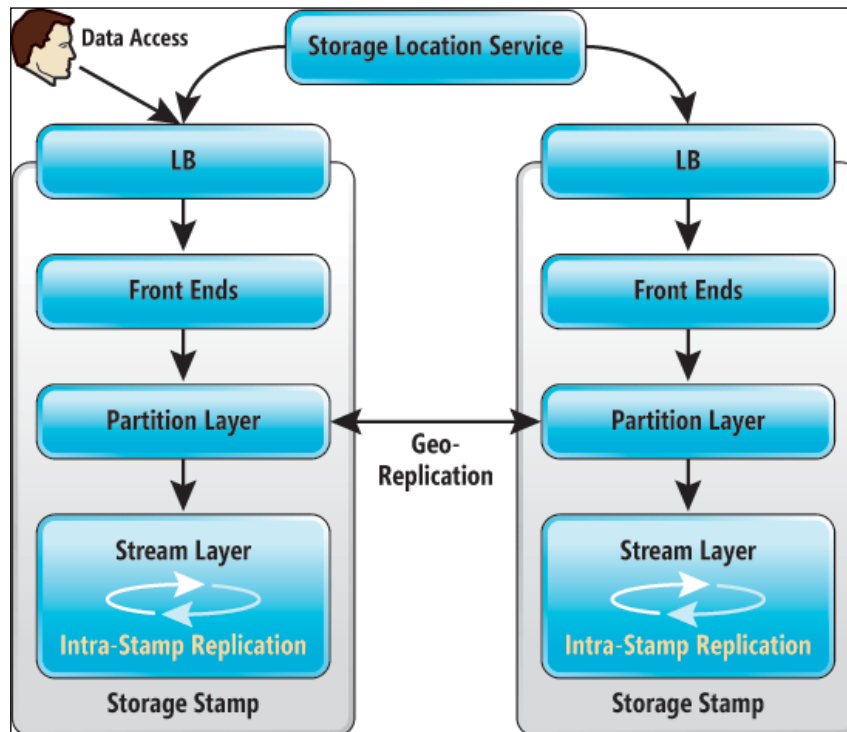 Data Access
Storage Location Service
LB
Front Ends
Partition Layer
Stream Layer
Intra-Stamp Replication
Storage Stamp
Geo-
Replication
LB
Front Ends
Partition Layer
Stream Layer
Intra-Stamp Replication
Storage Stamp